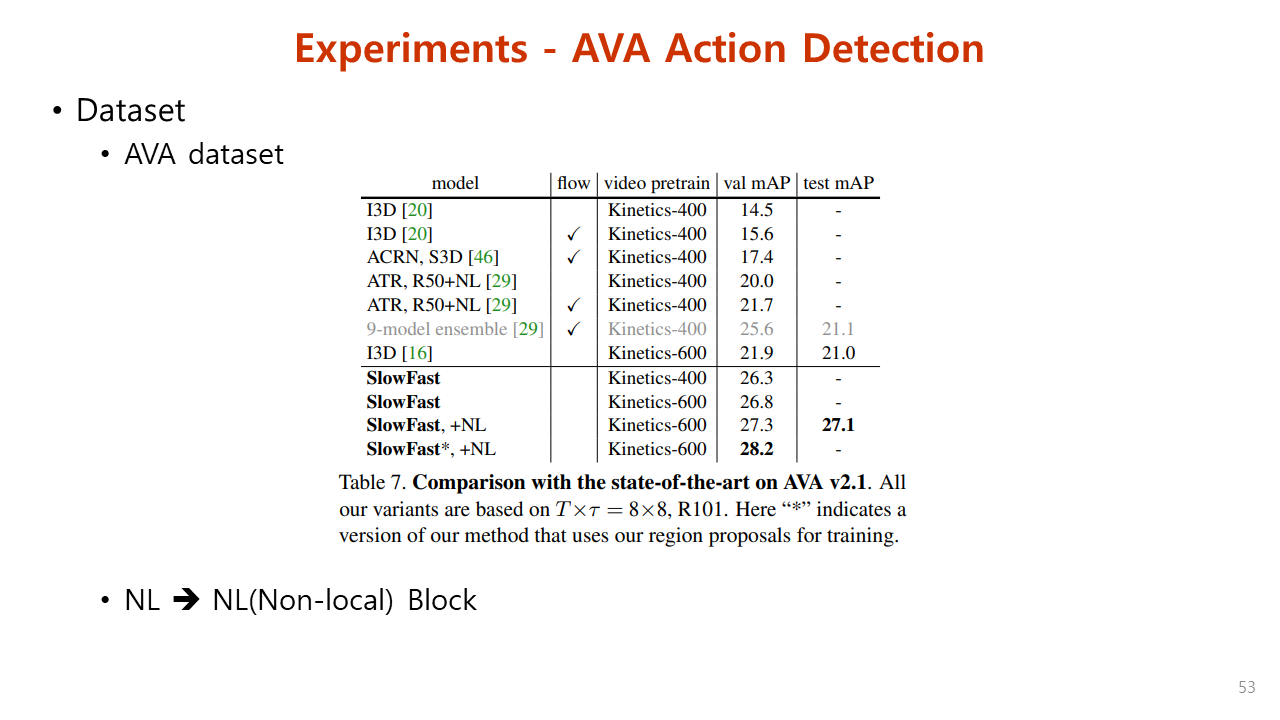 Experiments - AVA Action Detection
• Dataset
• AVA dataset
model flow video pretrain val mAP test mAP
I3D [20] Kinetics-400 14.5 -
I3D [20] ✓ Kinetics-400 15.6 -
ACRN, S3D [46] ✓ Kinetics-400 17.4 -
ATR, R50+NL [29] Kinetics-400 20.0 -
ATR, R50+NL [29] ✓ Kinetics-400 21.7 -
9-model ensemble [29] ✓ Kinetics-400 25.6 21.1
I3D [16] Kinetics-600 21.9 21.0
SlowFast Kinetics-400 26.3 -
SlowFast Kinetics-600 26.8 -
SlowFast, +NL Kinetics-600 27.3 27.1
SlowFast*, +NL Kinetics-600 28.2 -
Table 7. Comparison with the state-of-the-art on AVA v2.1. All
our variants are based on T×τ = 8×8, R101. Here “*” indicates a
version of our method that uses our region proposals for training.
• NL ➔ NL(Non-local) Block
53